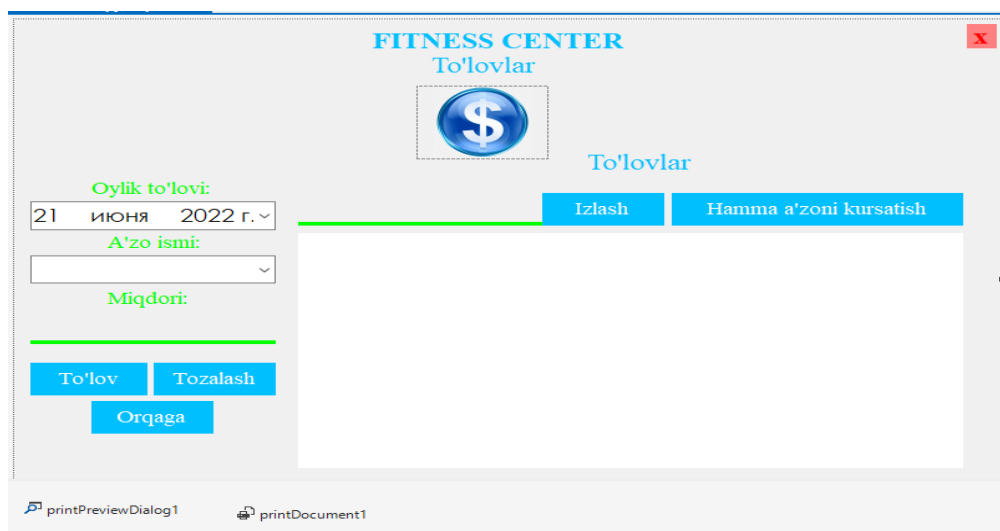 FITNESS CENTER
x
To'lovlar
$
To'lovlar
Oylik to'lovi:
21 июня 2022 г.
Izlash
Hamma a'zoni kursatish
A'zo ismi:
Miqdori:
To'lov
Tozalash
Orqaga
printPreviewDialog1
printDocument1